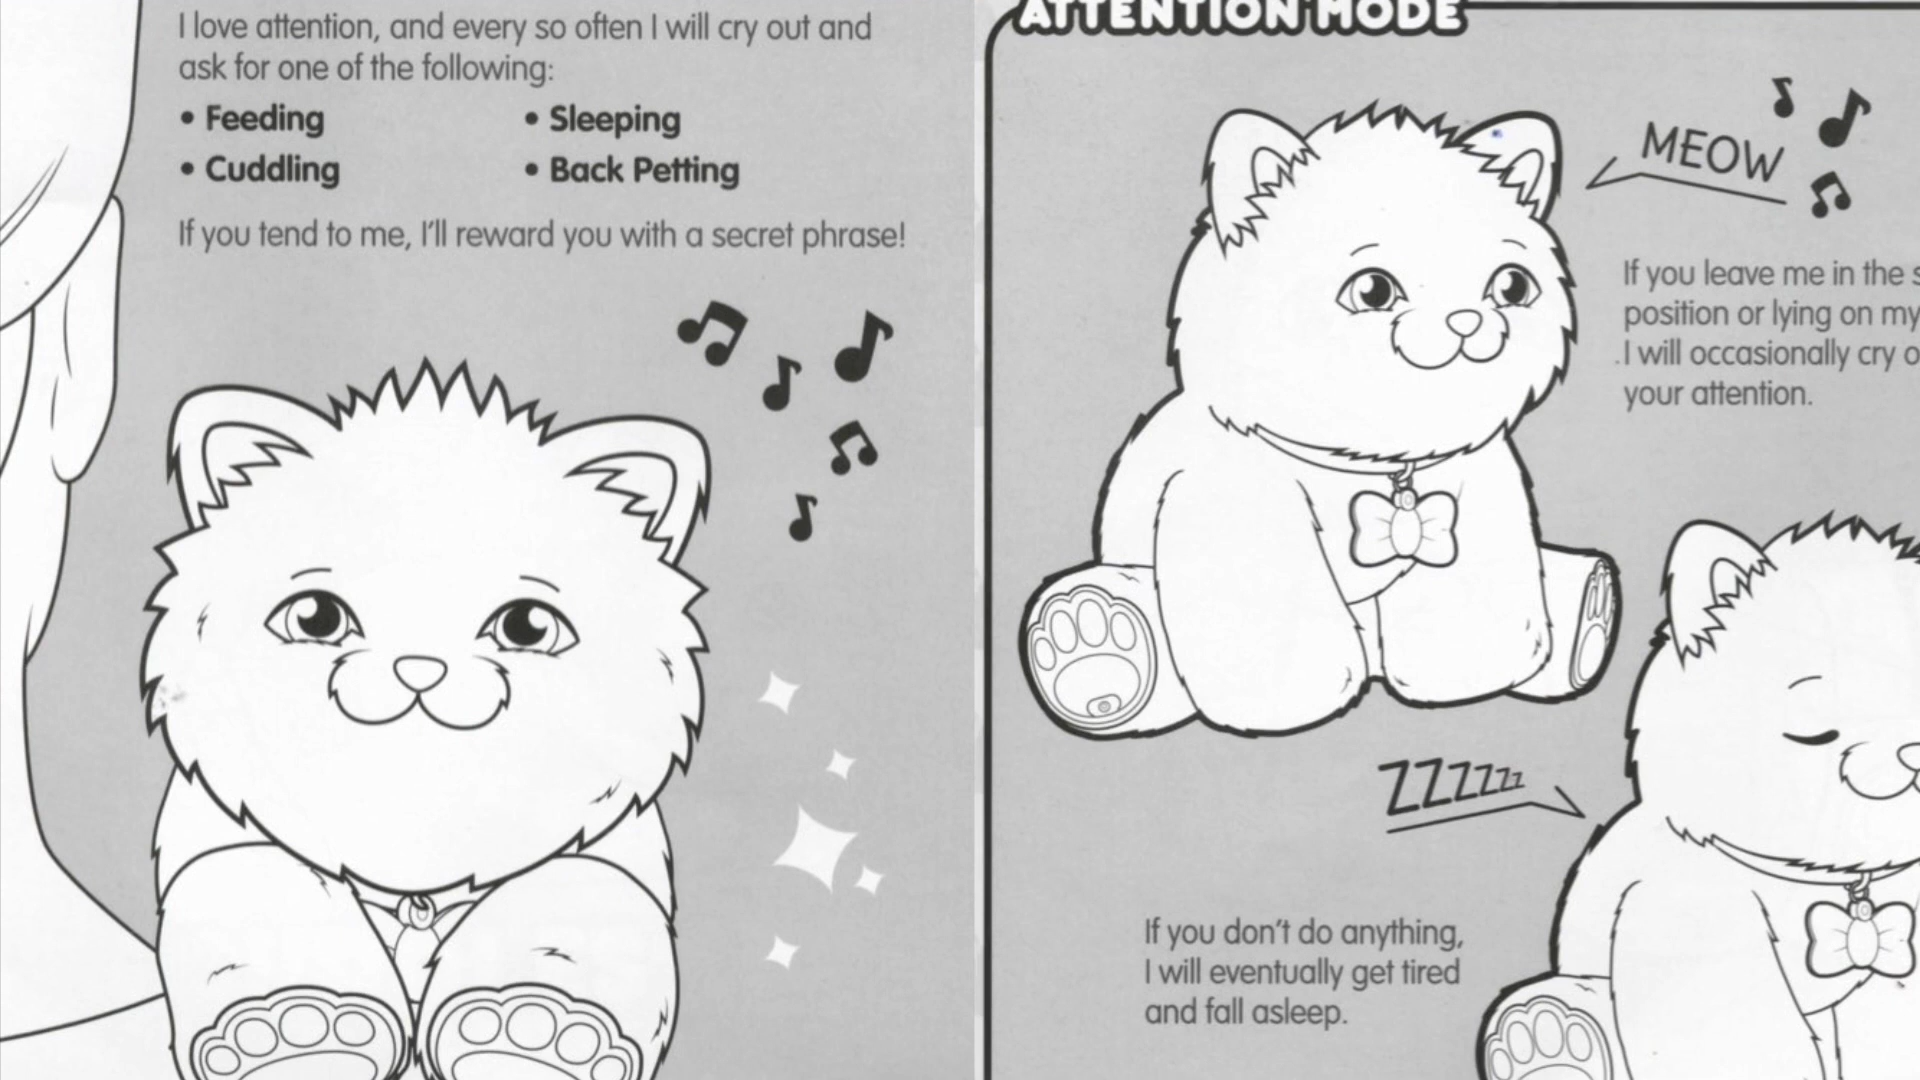 I love attention, and every so often I will cry out and
ask for one of the following:
• Feeding
• Sleeping
• Cuddling
• Back Petting
If you tend to me, I'll reward you with a secret phrase!
ATTENTION MODE
MEOW
If you leave me in the
position or lying on my
I will occasionally cry
your attention.
ZZZZZzz
If you don't do anything,
I will eventually get tired
and fall asleep.